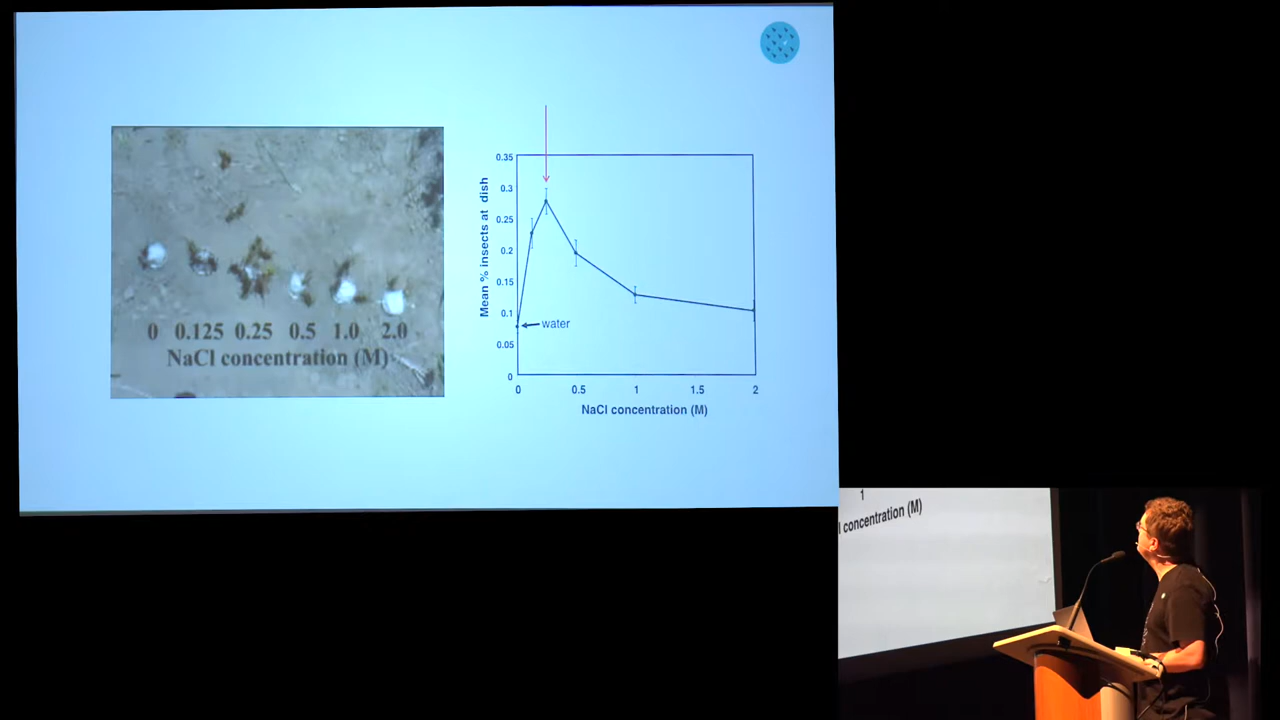 0 0.125 0.25 0.5 1.0 2.0
NaCl concentration (M)
Mean % insects at dish
0.35
0.3
0.25
0.2
0.15
0.1
0.05
0
water
0 0.5 1 1.5 2
NaCl concentration (M)
1
l concentration (M)